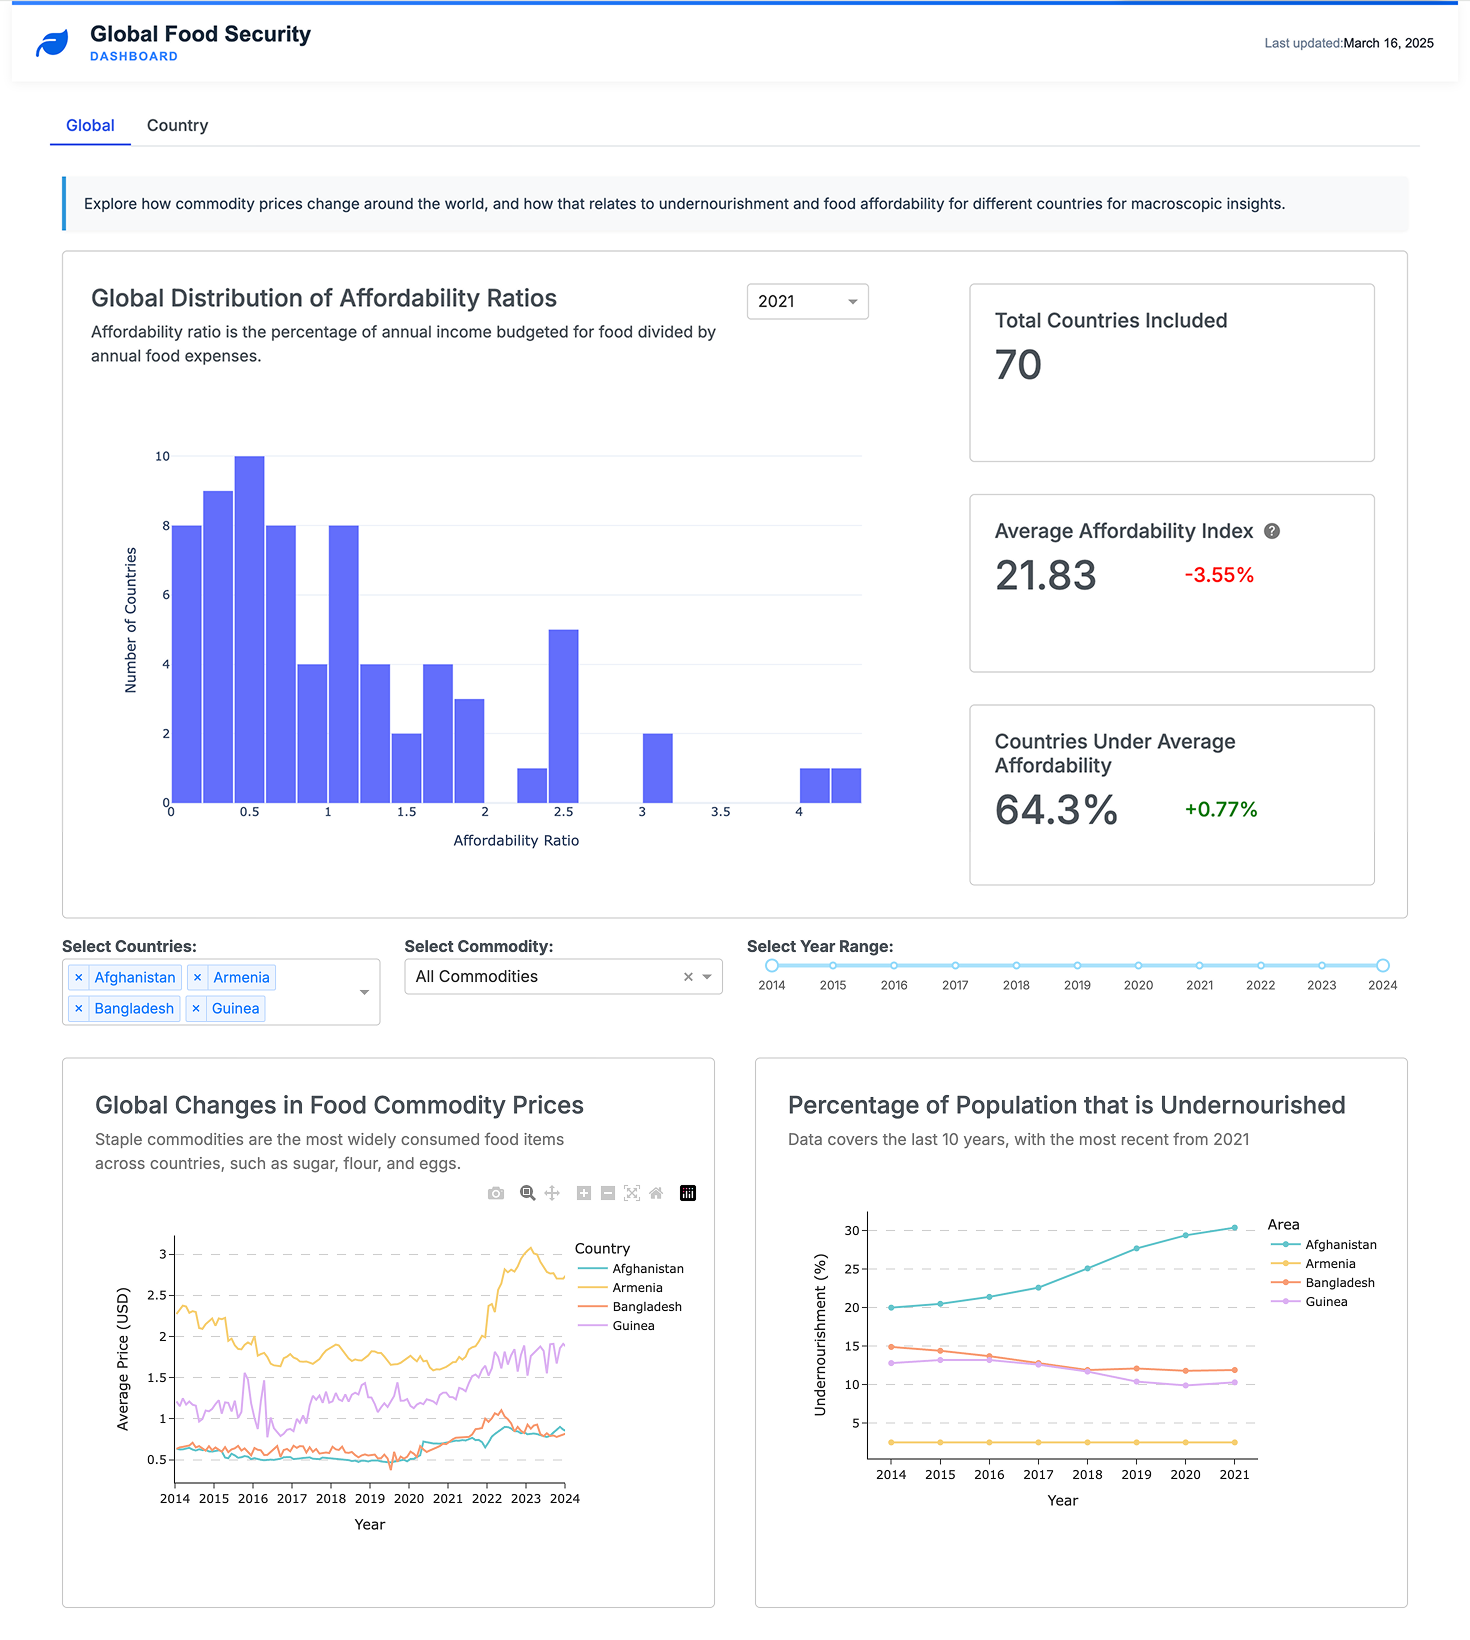 Global Food Security
DASHBOARD
Last updated:March 16, 2025
Global
Country
Explore how commodity prices change around the world, and how that relates to undernourishment and food affordability for different countries for macroscopic insights.
Global Distribution of Affordability Ratios
Affordability ratio is the percentage of annual income budgeted for food divided by
annual food expenses.
2021
10
8
6
4
2
0
Number of Countries
0
0.5
1
1.5
2
2.5
3
3.5
4
Affordability Ratio
Total Countries Included
70
Average Affordability Index ?
21.83
-3.55%
Countries Under Average
Affordability
64.3%
+0.77%
Select Countries:
× Afghanistan
× Armenia
× Bangladesh
× Guinea
Select Commodity:
All Commodities ×
Select Year Range:
2014
2015
2016
2017
2018
2019
2020
2021
2022
2023
2024
Global Changes in Food Commodity Prices
Staple commodities are the most widely consumed food items
across countries, such as sugar, flour, and eggs.
3
2.5
2
1.5
1
0.5
Average Price (USD)
2014
2015
2016
2017
2018
2019
2020
2021
2022
2023
2024
Year
Country
Afghanistan
Armenia
Bangladesh
Guinea
Percentage of Population that is Undernourished
Data covers the last 10 years, with the most recent from 2021
30
25
20
15
10
5
Undernourishment (%)
2014
2015
2016
2017
2018
2019
2020
2021
Year
Area
Afghanistan
Armenia
Bangladesh
Guinea